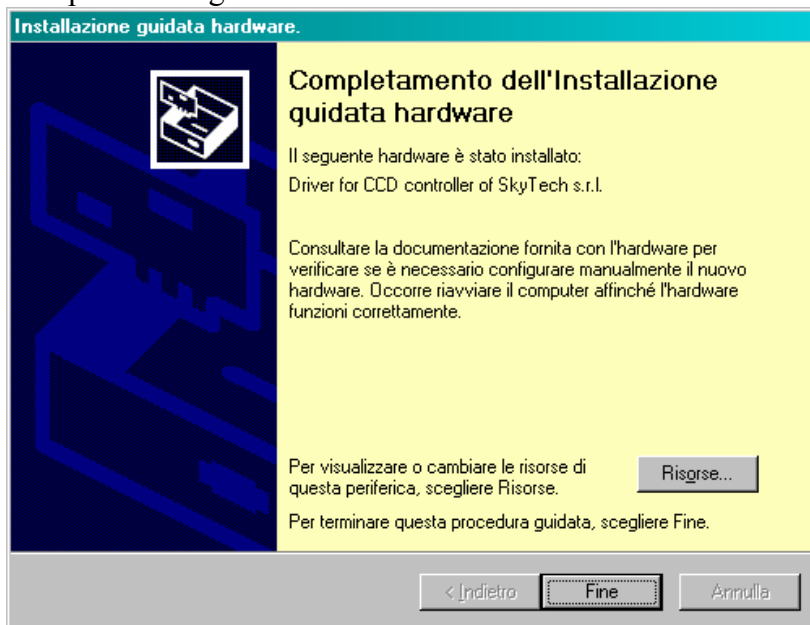 Installazione guidata hardware.
Completamento dell'Installazione
guidata hardware
Il seguente hardware è stato installato:
Driver for CCD controller of SkyTech s.r.l.
Consultare la documentazione fornita con l'hardware per
verificare se è necessario configurare manualmente il nuovo
hardware. Occorre riavviare il computer affinché l'hardware
funzioni correttamente.
Per visualizzare o cambiare le risorse di
questa periferica, scegliere Risorse.
Risorse...
Per terminare questa procedura guidata, scegliere Fine.
< Indietro
Fine
Annulla